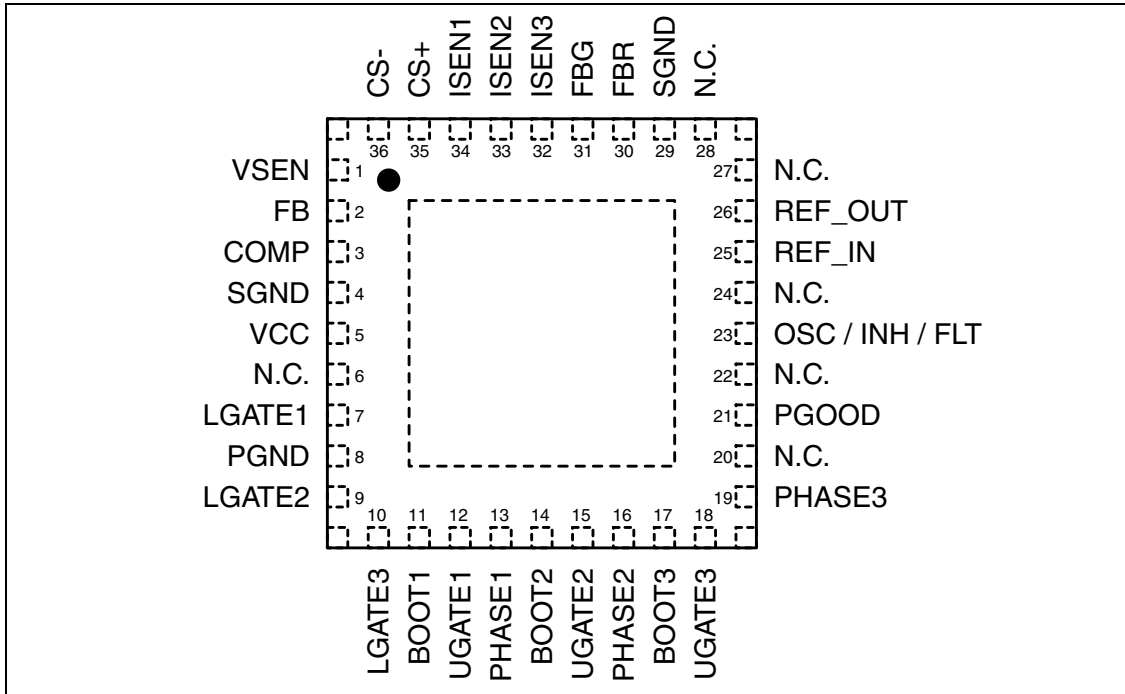 CS-
CS+
ISEN1
ISEN2
ISEN3
FBG
FBR
SGND
N.C.
36 35 34 33 32 31 30 29 28
VSEN 1
FB 2
COMP 3
SGND 4
VCC 5
N.C. 6
LGATE1 7
PGND 8
LGATE2 9
27 N.C.
26 REF_OUT
25 REF_IN
24 N.C.
23 OSC / INH / FLT
22 N.C.
21 PGOOD
20 N.C.
19 PHASE3
10 11 12 13 14 15 16 17 18
LGATE3
BOOT1
UGATE1
PHASE1
BOOT2
UGATE2
PHASE2
BOOT3
UGATE3